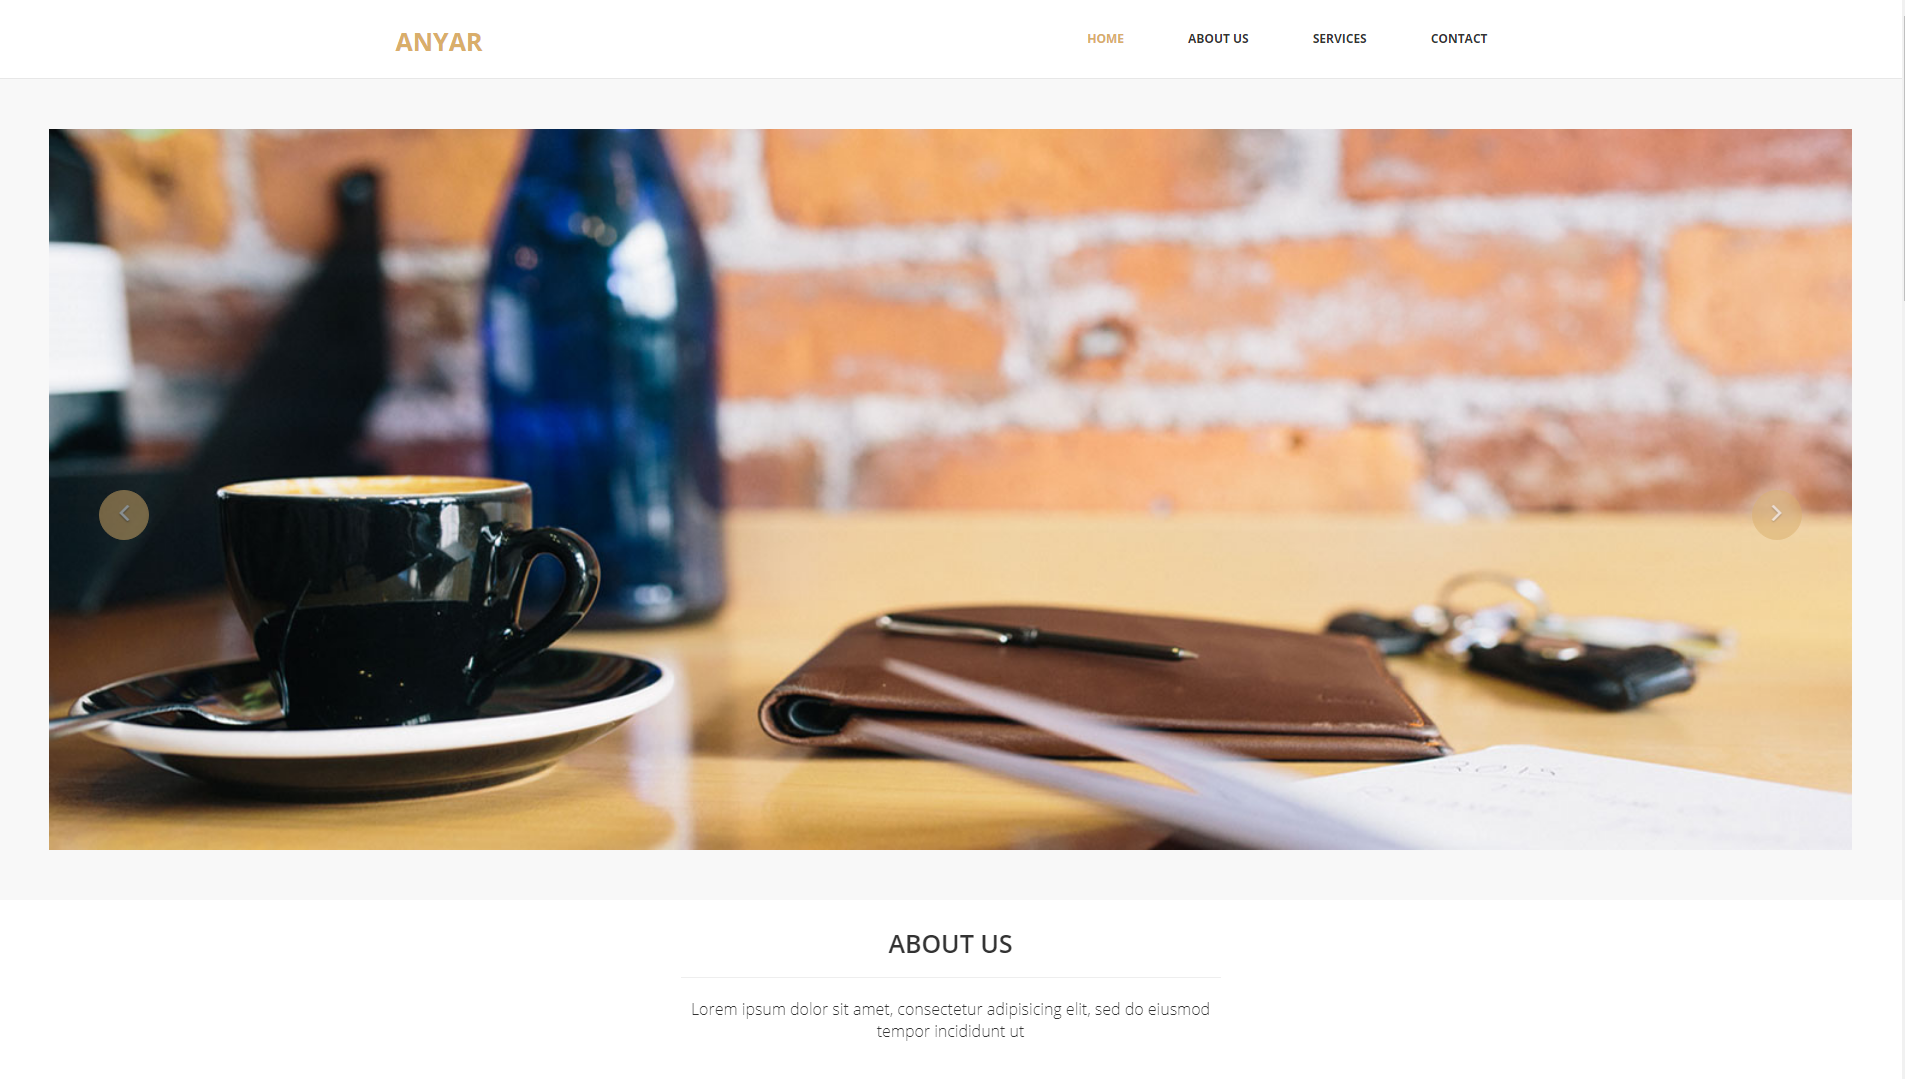 ANYAR
HOME
ABOUT US
SERVICES
CONTACT
2015
ABOUT US
Lorem ipsum dolor sit amet, consectetur adipisicing elit, sed do eiusmod
tempor incididunt ut